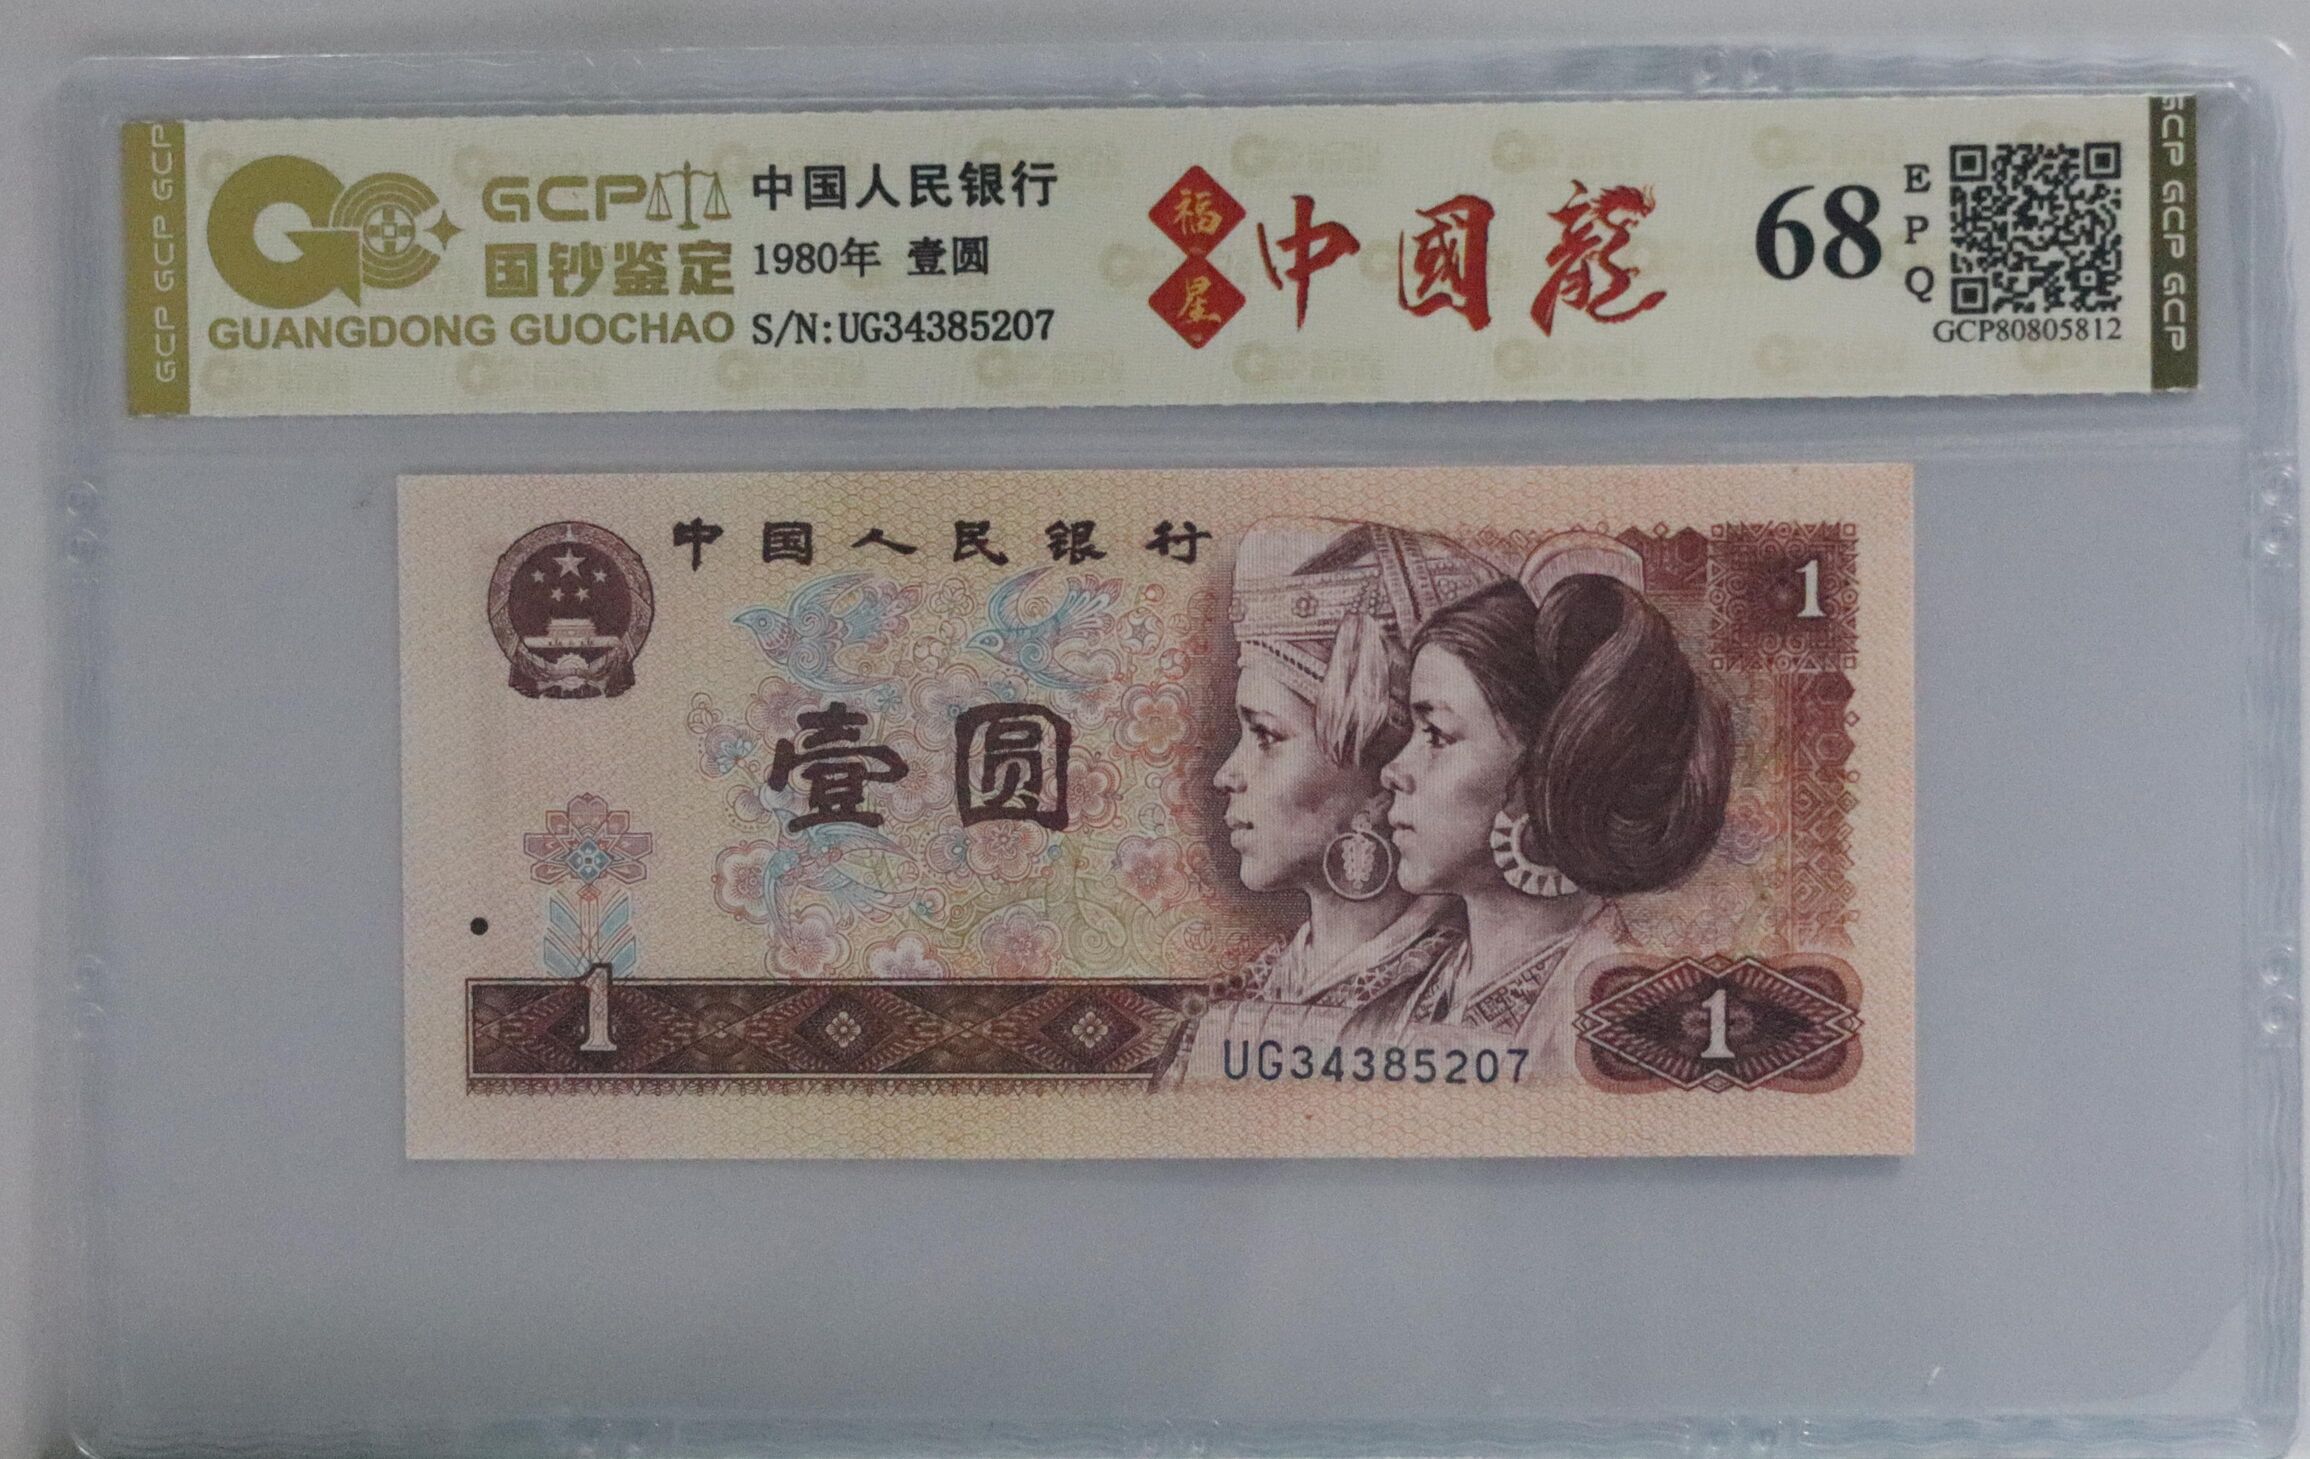 GCP GCP GCP
GCP
国钞鉴定
GUANGDONG GUOCHAO
中国人民银行
1980年 壹圆
S/N:UG34385207
福星
中國龍
68
EPQ
GCP80805812
GCP GCP GCP
中国人民银行
1
壹圆
1
UG34385207
1